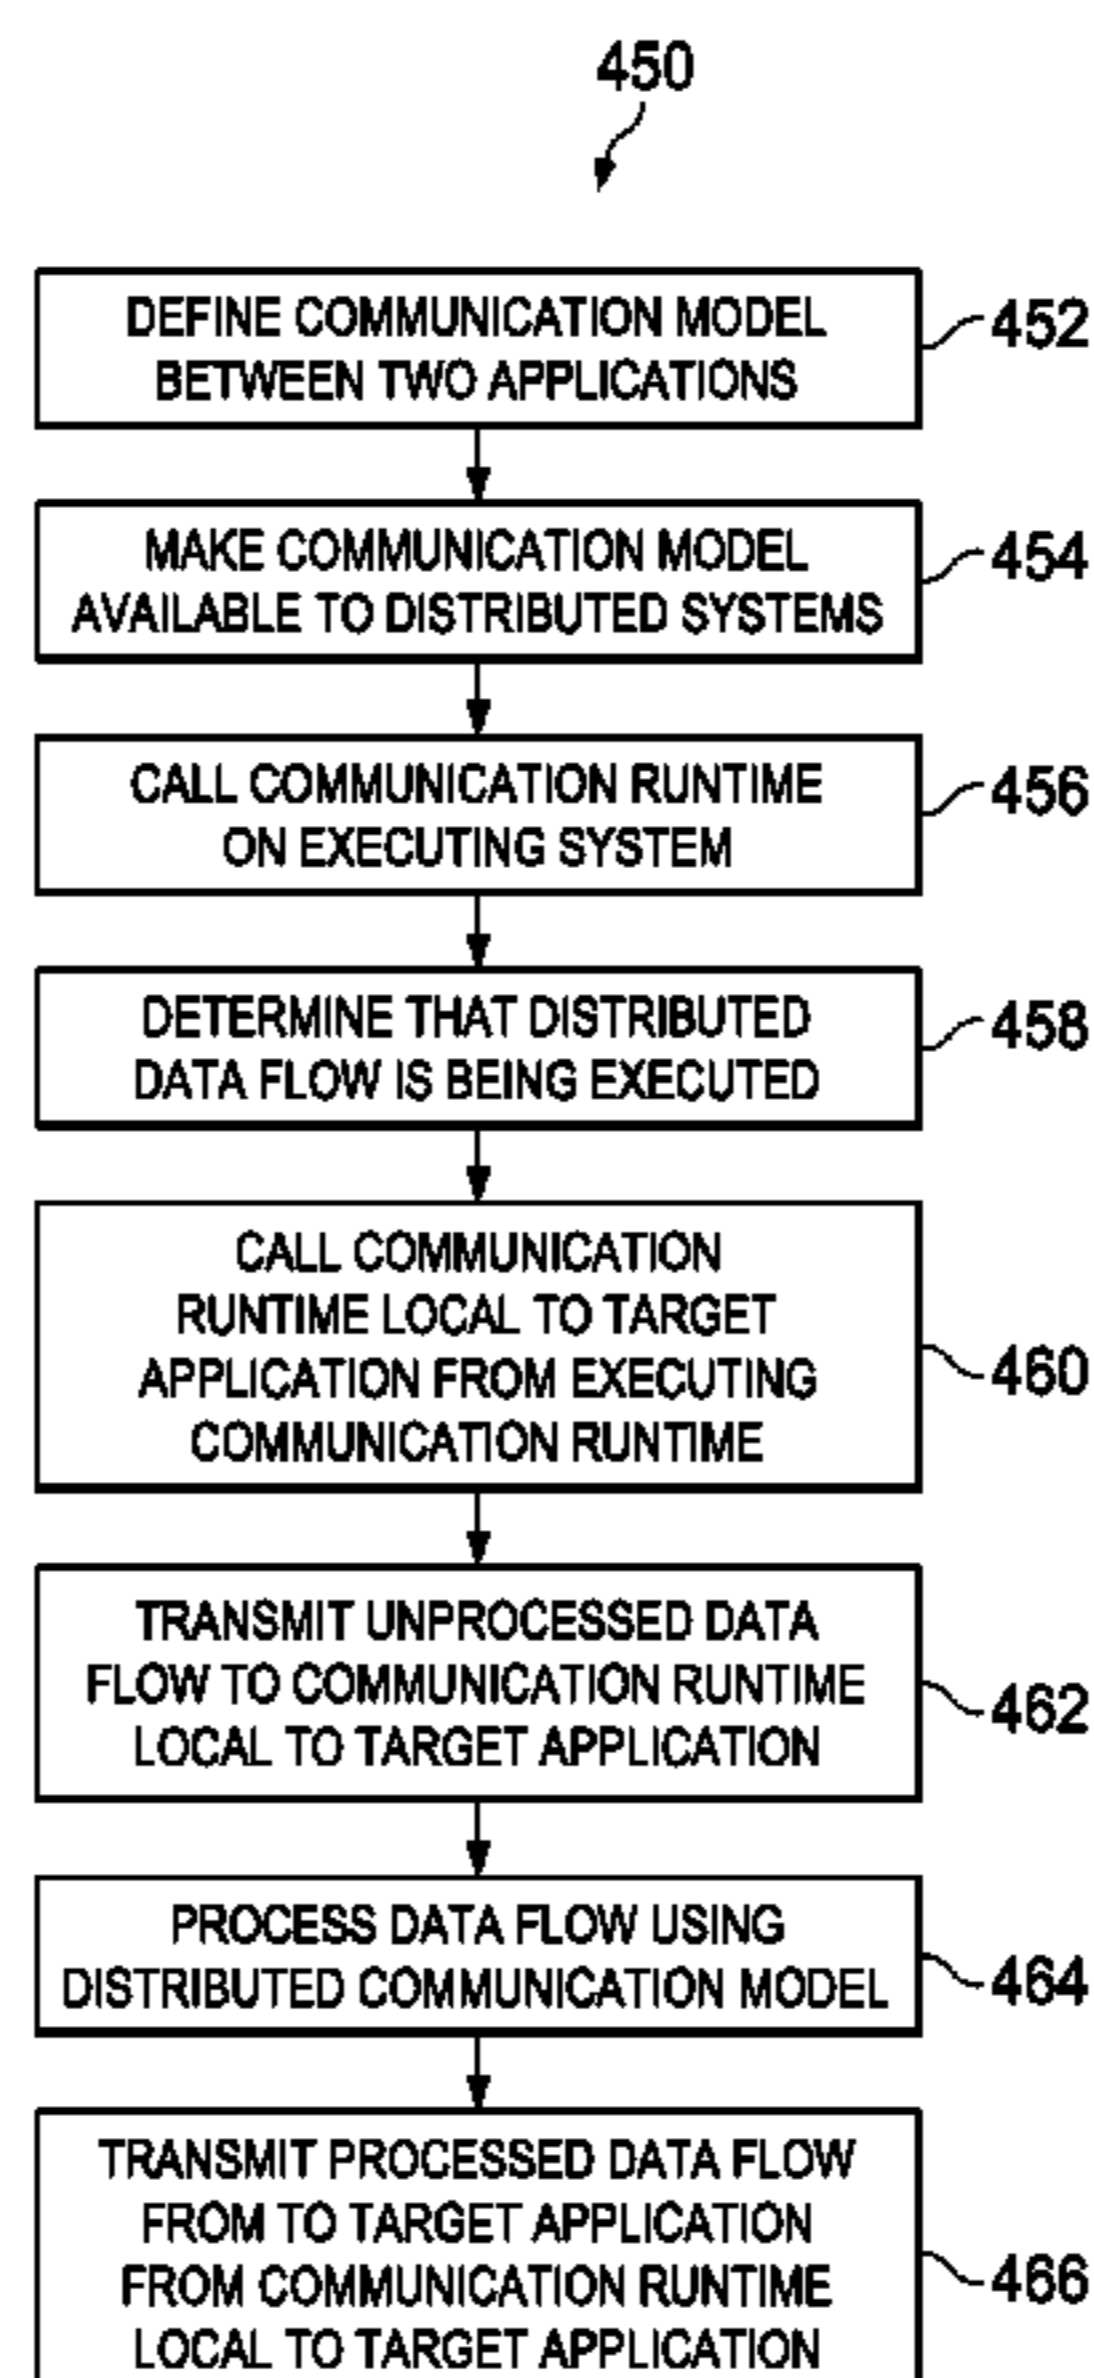 450
DEFINE COMMUNICATION MODEL
BETWEEN TWO APPLICATIONS
452
MAKE COMMUNICATION MODEL
AVAILABLE TO DISTRIBUTED SYSTEMS
454
CALL COMMUNICATION RUNTIME
ON EXECUTING SYSTEM
456
DETERMINE THAT DISTRIBUTED
DATA FLOW IS BEING EXECUTED
458
CALL COMMUNICATION
RUNTIME LOCAL TO TARGET
APPLICATION FROM EXECUTING
COMMUNICATION RUNTIME
460
TRANSMIT UNPROCESSED DATA
FLOW TO COMMUNICATION RUNTIME
LOCAL TO TARGET APPLICATION
462
PROCESS DATA FLOW USING
DISTRIBUTED COMMUNICATION MODEL
464
TRANSMIT PROCESSED DATA FLOW
FROM TO TARGET APPLICATION
FROM COMMUNICATION RUNTIME
LOCAL TO TARGET APPLICATION
466